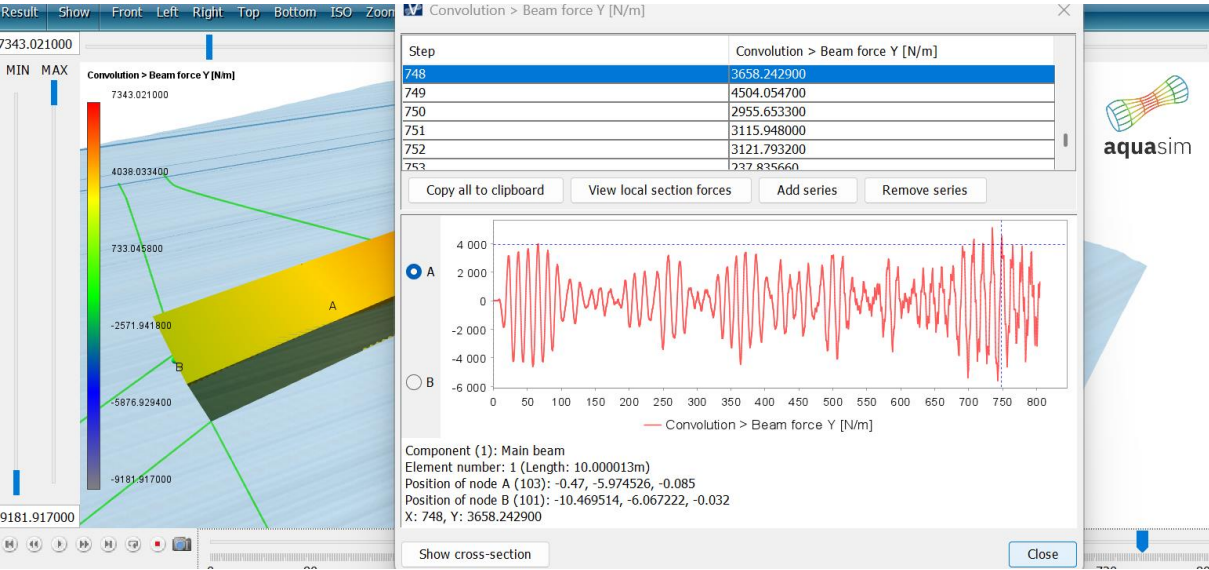 Result Show Front Left Right Top Bottom ISO Zoom
Convolution > Beam force Y [N/m]
7343.021000
MIN MAX
Convolution > Beam force Y [N/m]
7343.021000
4038.033400
733.045800
-2571.941800
-5876.929400
-9181.917000
A
B
9181.917000
Step Convolution > Beam force Y [N/m]
748 3658.242900
749 4504.054700
750 2955.653300
751 3115.948000
752 3121.793200
753 237.835660
Copy all to clipboard View local section forces Add series Remove series
A
B
4 000
2 000
0
-2 000
-4 000
-6 000
0 50 100 150 200 250 300 350 400 450 500 550 600 650 700 750 800
Convolution > Beam force Y [N/m]
Component (1): Main beam
Element number: 1 (Length: 10.000013m)
Position of node A (103): -0.47, -5.974526, -0.085
Position of node B (101): -10.469514, -6.067222, -0.032
X: 748, Y: 3658.242900
Show cross-section Close
aquasim